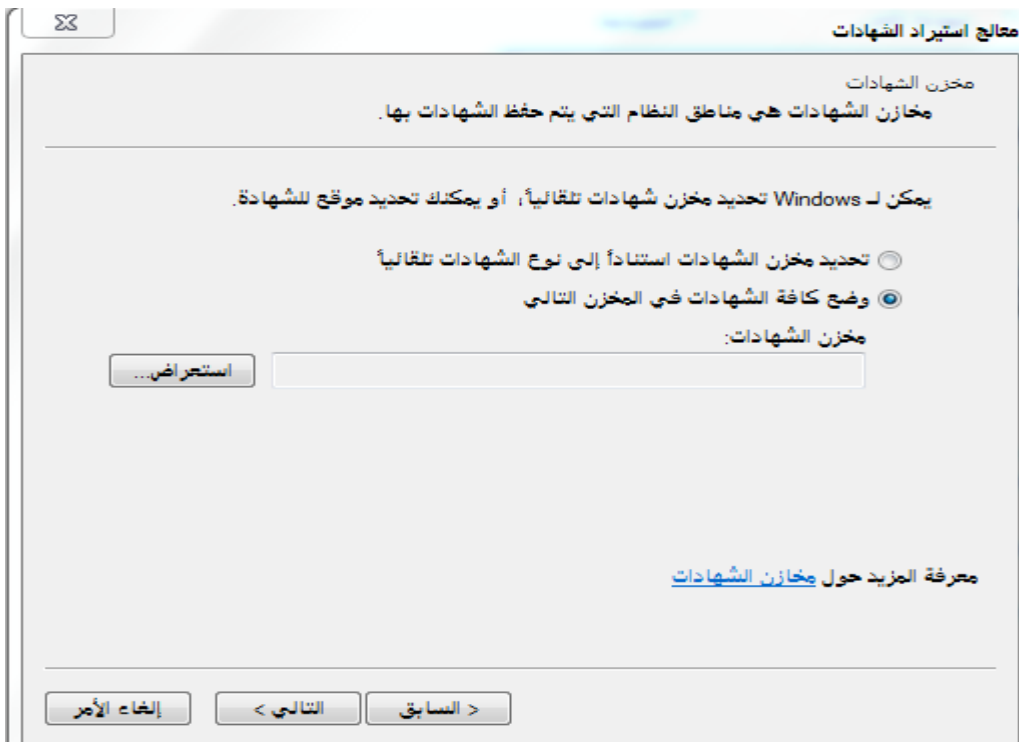 معالج استيراد الشهادات
مخزن الشهادات
مخازن الشهادات هي مناطق النظام التي يتم حفظ الشهادات بها.
يمكن لـ Windows تحديد مخزن شهادات تلقائياً، أو يمكنك تحديد موقع للشهادة.
تحديد مخزن الشهادات استناداً إلى نوع الشهادات تلقائياً
وضع كافة الشهادات في المخزن التالي
مخزن الشهادات:
استعراض...
معرفة المزيد حول مخازن الشهادات
< السابق
التالي >
إلغاء الأمر